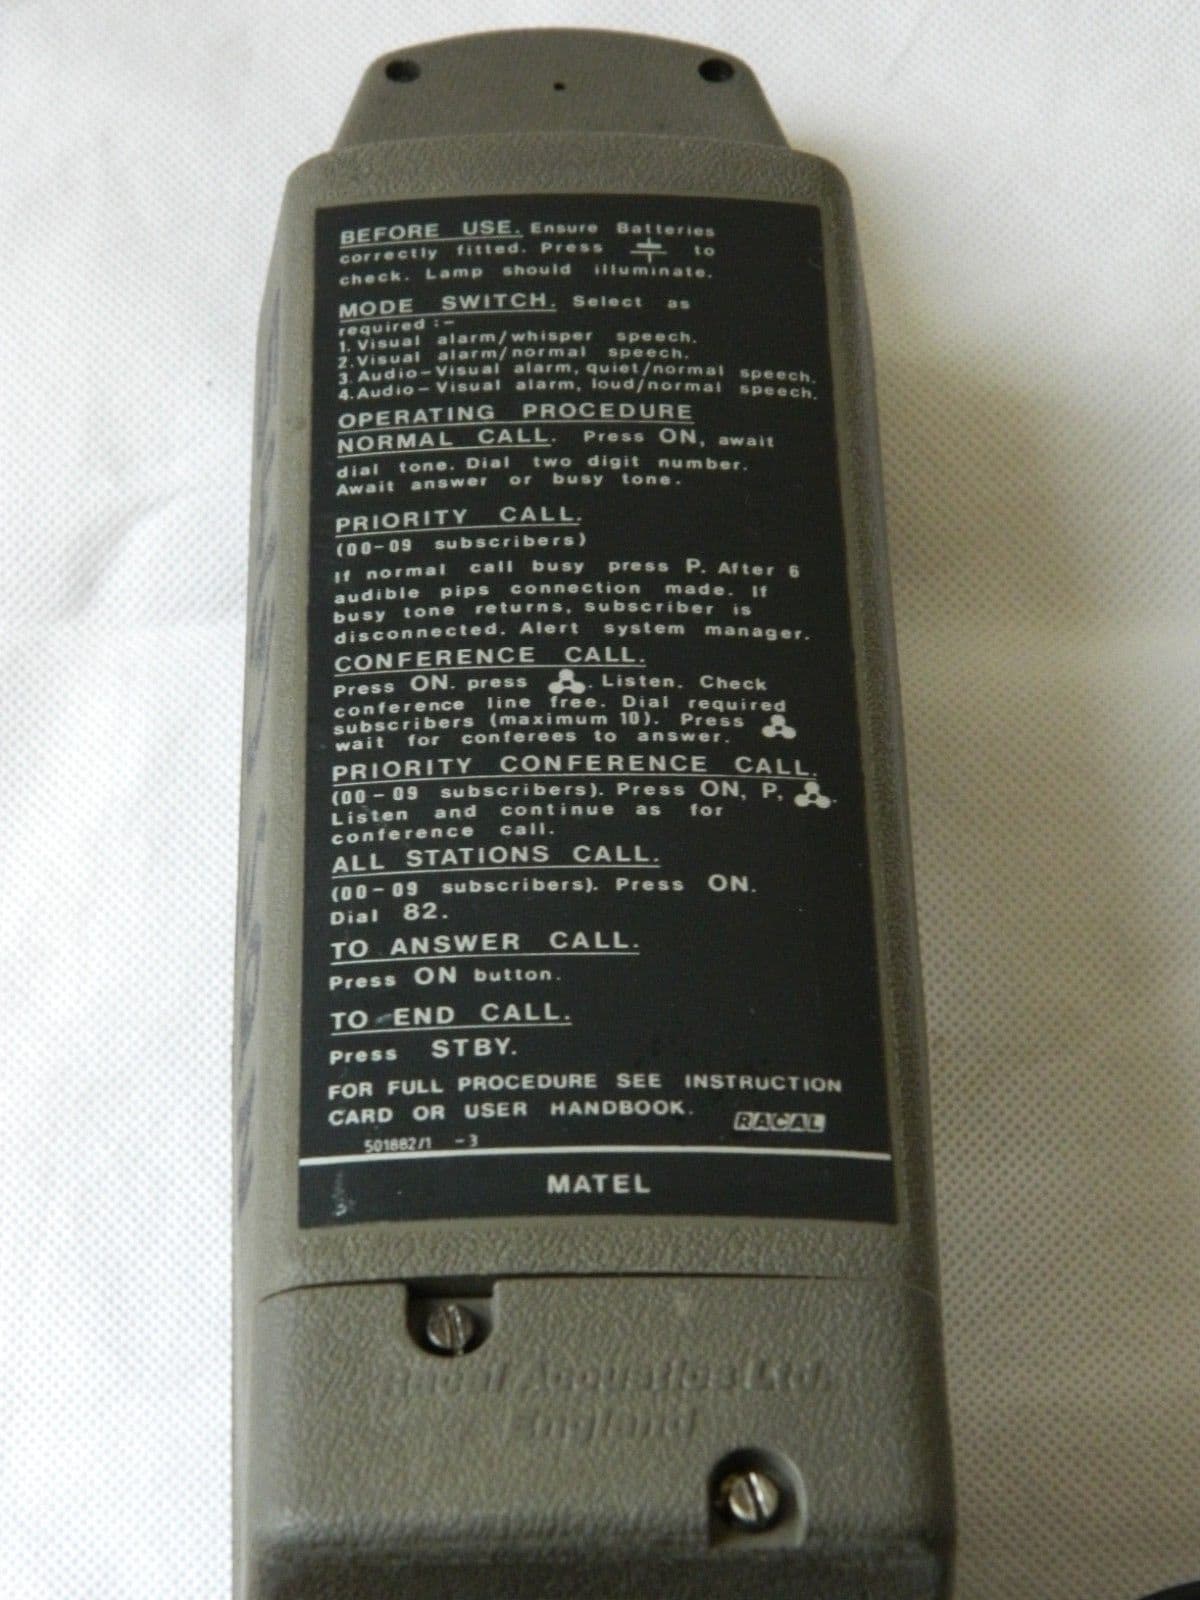 BEFORE USE. Ensure Batteries
correctly fitted. Press to
check. Lamp should illuminate.
MODE SWITCH. Select as
required :-
1. Visual alarm/whisper speech.
2. Visual alarm/normal speech.
3. Audio-Visual alarm, quiet/normal speech.
4. Audio-Visual alarm, loud/normal speech.
OPERATING PROCEDURE
NORMAL CALL. Press ON, await
dial tone. Dial two digit number.
Await answer or busy tone.
PRIORITY CALL.
(00-09 subscribers)
If normal call busy press P. After 6
audible pips connection made. If
busy tone returns, subscriber is
disconnected. Alert system manager.
CONFERENCE CALL.
Press ON. press . Listen. Check
conference line free. Dial required
subscribers (maximum 10). Press
wait for conferees to answer.
PRIORITY CONFERENCE CALL.
(00-09 subscribers). Press ON, P, .
Listen and continue as for
conference call.
ALL STATIONS CALL.
(00-09 subscribers). Press ON.
Dial 82.
TO ANSWER CALL.
Press ON button.
TO END CALL.
Press STBY.
FOR FULL PROCEDURE SEE INSTRUCTION
CARD OR USER HANDBOOK. RACAL
501882/1 -3
MATEL
Racal Acoustics Ltd.
England